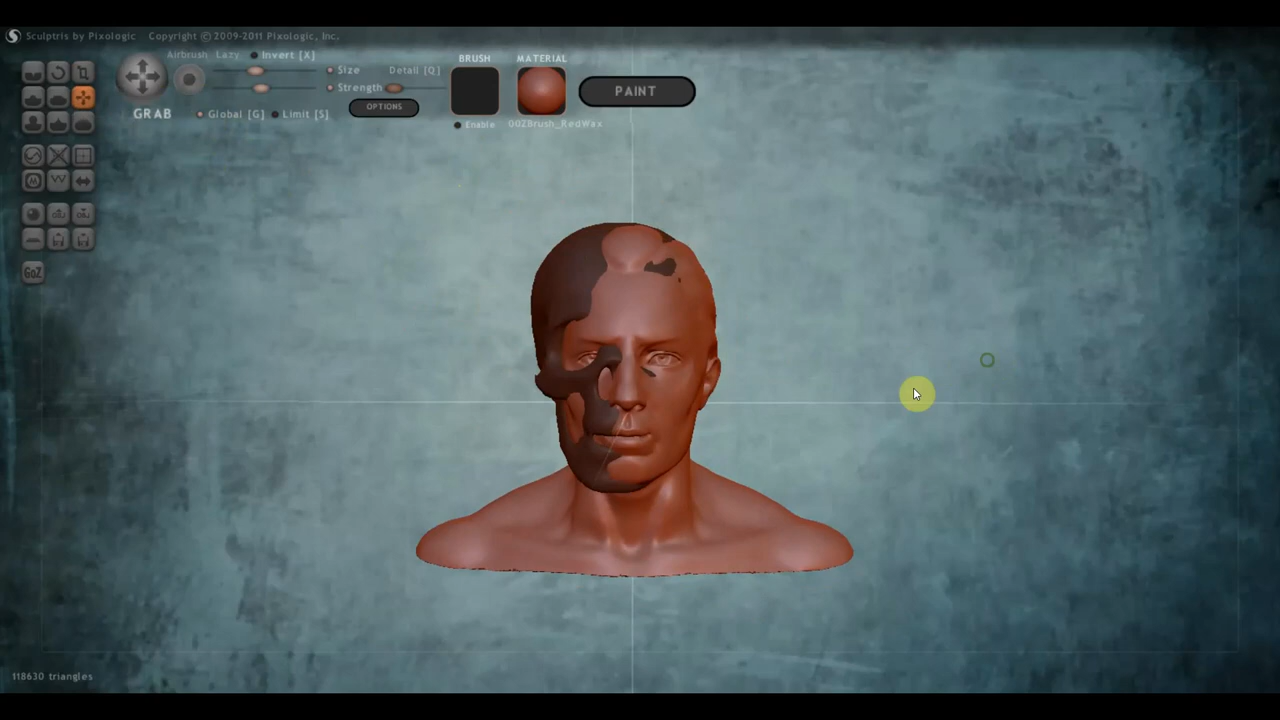 Sculptris by Pixologic Copyright © 2009-2011 Pixologic, Inc.
Airbrush Lazy Invert [X]
BRUSH MATERIAL
Size Detail [Q]
Strength
PAINT
OPTIONS
GRAB Global [G] Limit [S]
Enable 00ZBrush_RedWax
GoZ
118630 triangles